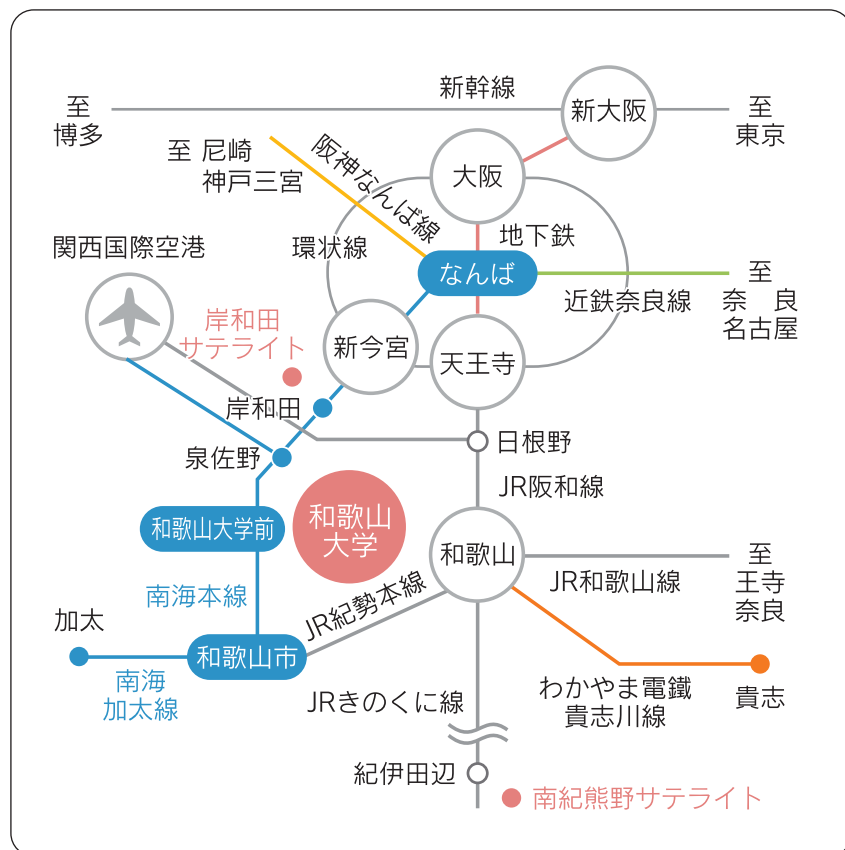 新幹線
至
博多
新大阪
至
東京
至 尼崎
神戸三宮
阪神なんば線
大阪
環状線
地下鉄
関西国際空港
なんば
近鉄奈良線
至
奈 良
名古屋
岸和田
サテライト
新今宮
天王寺
岸和田
日根野
泉佐野
JR阪和線
和歌山大学前
和歌山
大学
和歌山
JR和歌山線
至
王寺
奈良
南海本線
JR紀勢本線
加太
和歌山市
南海
加太線
JRきのくに線
わかやま電鐵
貴志川線
貴志
紀伊田辺
南紀熊野サテライト